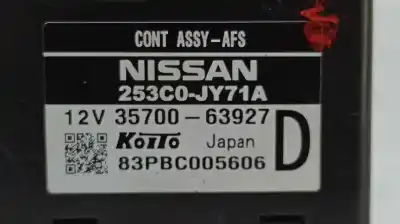 CONT ASSY-AFS
NISSAN
253C0-JY71A
12V 35700-63927
KOITO Japan D
83PBC005606